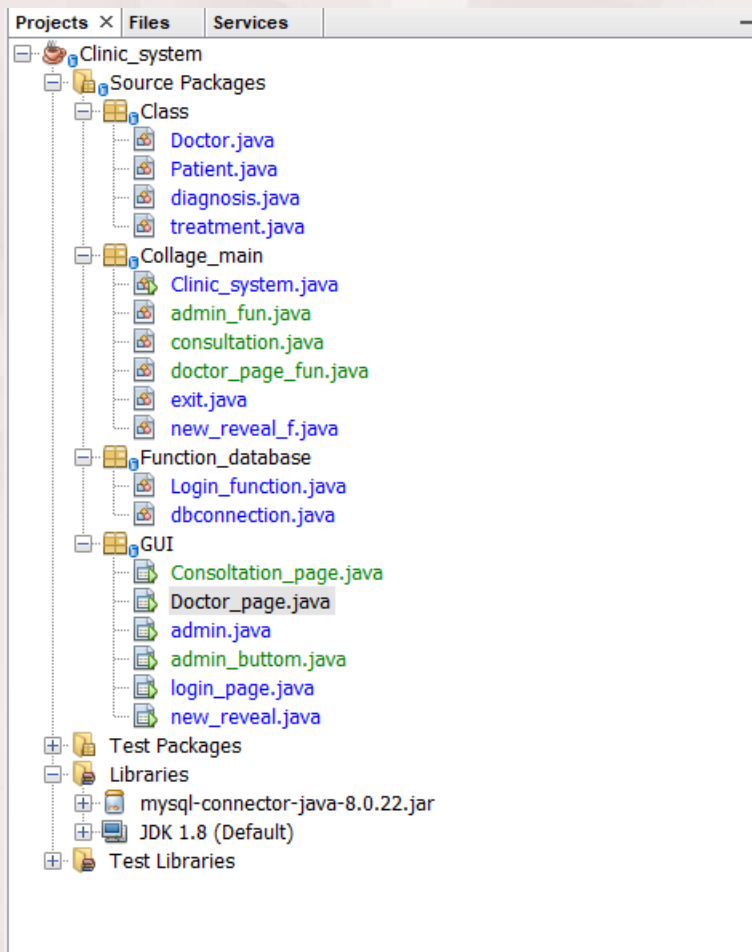 Projects × Files Services
Clinic_system
Source Packages
Class
Doctor.java
Patient.java
diagnosis.java
treatment.java
Collage_main
Clinic_system.java
admin_fun.java
consultation.java
doctor_page_fun.java
exit.java
new_reveal_f.java
Function_database
Login_function.java
dbconnection.java
GUI
Consoltation_page.java
Doctor_page.java
admin.java
admin_buttom.java
login_page.java
new_reveal.java
Test Packages
Libraries
mysql-connector-java-8.0.22.jar
JDK 1.8 (Default)
Test Libraries